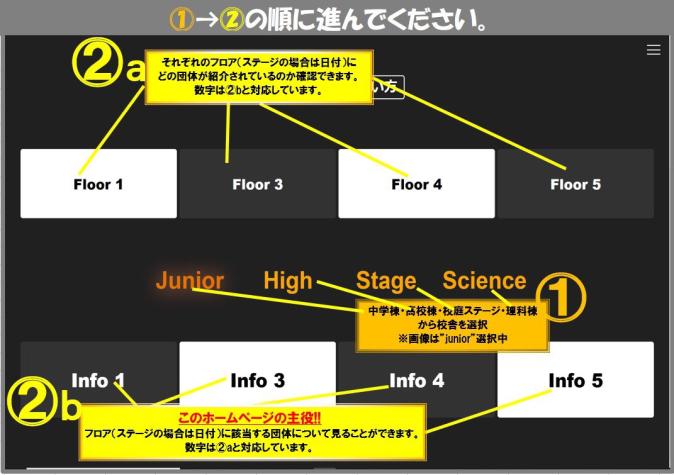 ①→②の順に進んでください。
②a
それぞれのフロア(ステージの場合は日付)に
どの団体が紹介されているのか確認できます。
数字は②bと対応しています。
い方
Floor 1
Floor 3
Floor 4
Floor 5
Junior
High
Stage
Science
①
中学棟・高校棟・校庭ステージ・理科棟
から校舎を選択
※画像は"junior"選択中
Info 1
Info 3
Info 4
Info 5
②b
このホームページの主役!!
フロア(ステージの場合は日付)に該当する団体について見ることができます。
数字は②aと対応しています。